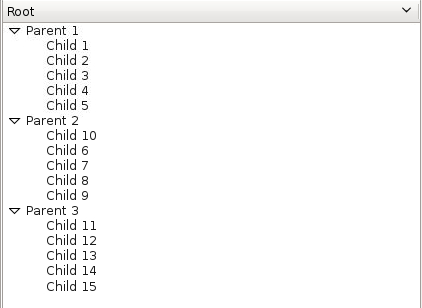 Root
Parent 1
Child 1
Child 2
Child 3
Child 4
Child 5
Parent 2
Child 10
Child 6
Child 7
Child 8
Child 9
Parent 3
Child 11
Child 12
Child 13
Child 14
Child 15